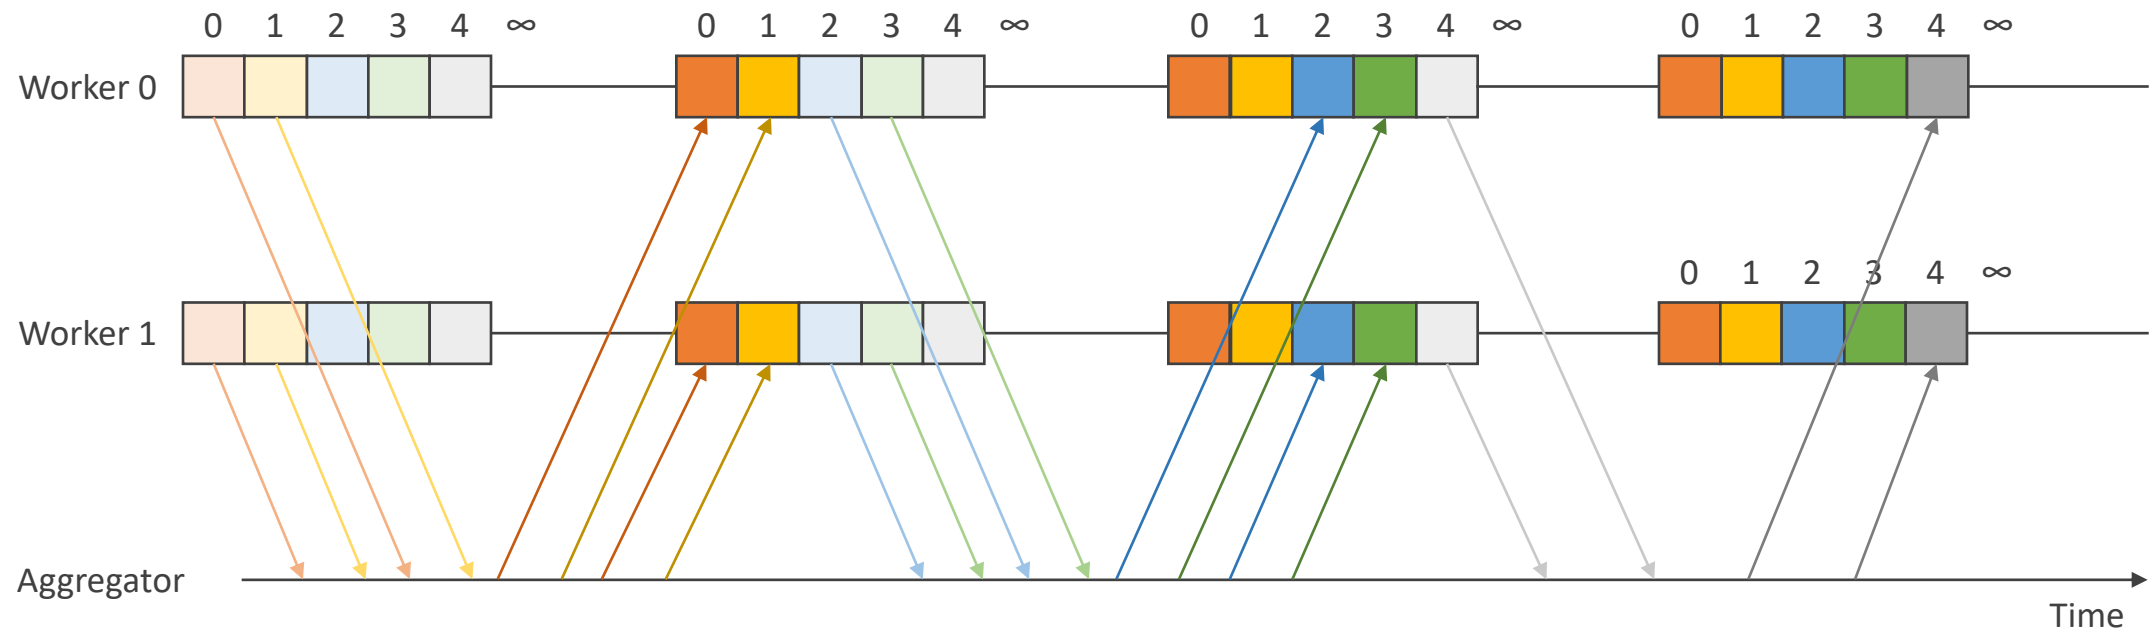 0 1 2 3 4 ∞ 0 1 2 3 4 ∞ 0 1 2 3 4 ∞ 0 1 2 3 4 ∞
Worker 0
0 1 2 3 4 ∞
Worker 1
Aggregator
Time